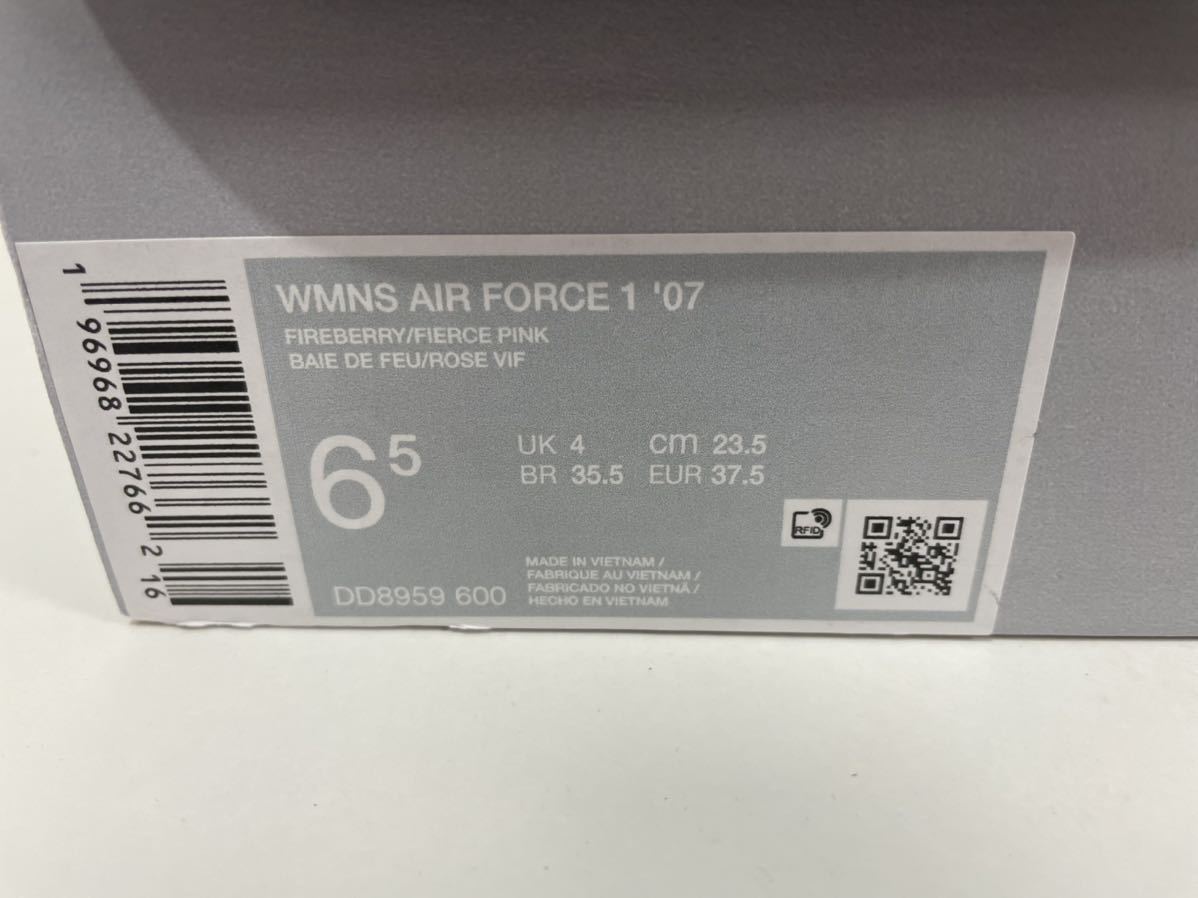 WMNS AIR FORCE 1 '07
FIREBERRY/FIERCE PINK
BAIE DE FEU/ROSE VIF
6 5
UK 4 cm 23.5
BR 35.5 EUR 37.5
RFID
MADE IN VIETNAM /
FABRIQUE AU VIETNAM /
FABRICADO NO VIETNÃ /
HECHO EN VIETNAM
DD8959 600
1 96968 22766 2 16